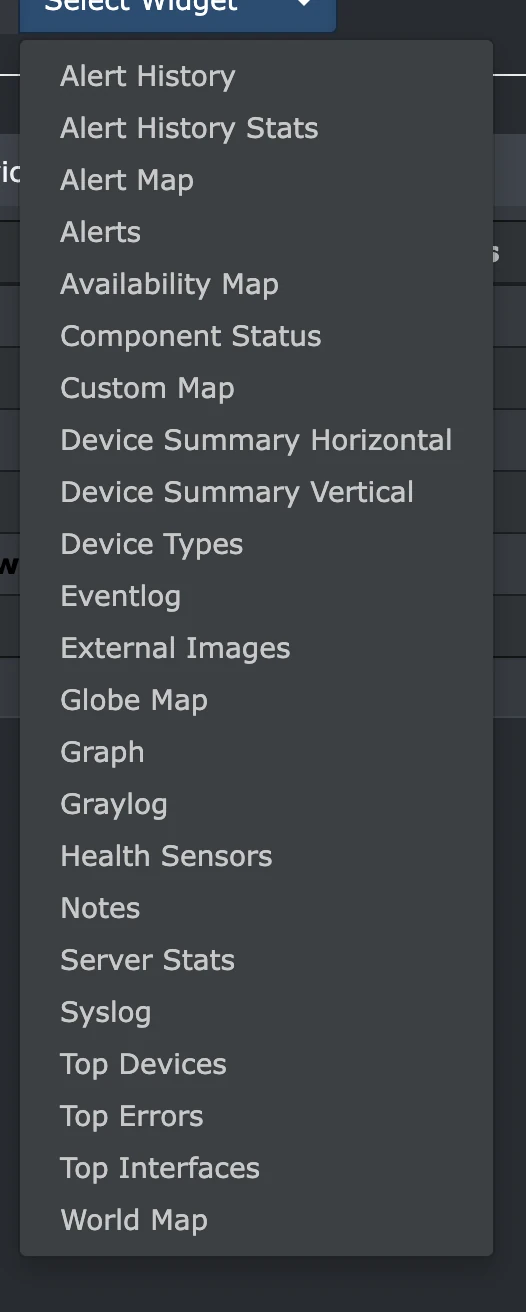 Select Widget
Alert History
Alert History Stats
Alert Map
Alerts
Availability Map
Component Status
Custom Map
Device Summary Horizontal
Device Summary Vertical
Device Types
Eventlog
External Images
Globe Map
Graph
Graylog
Health Sensors
Notes
Server Stats
Syslog
Top Devices
Top Errors
Top Interfaces
World Map